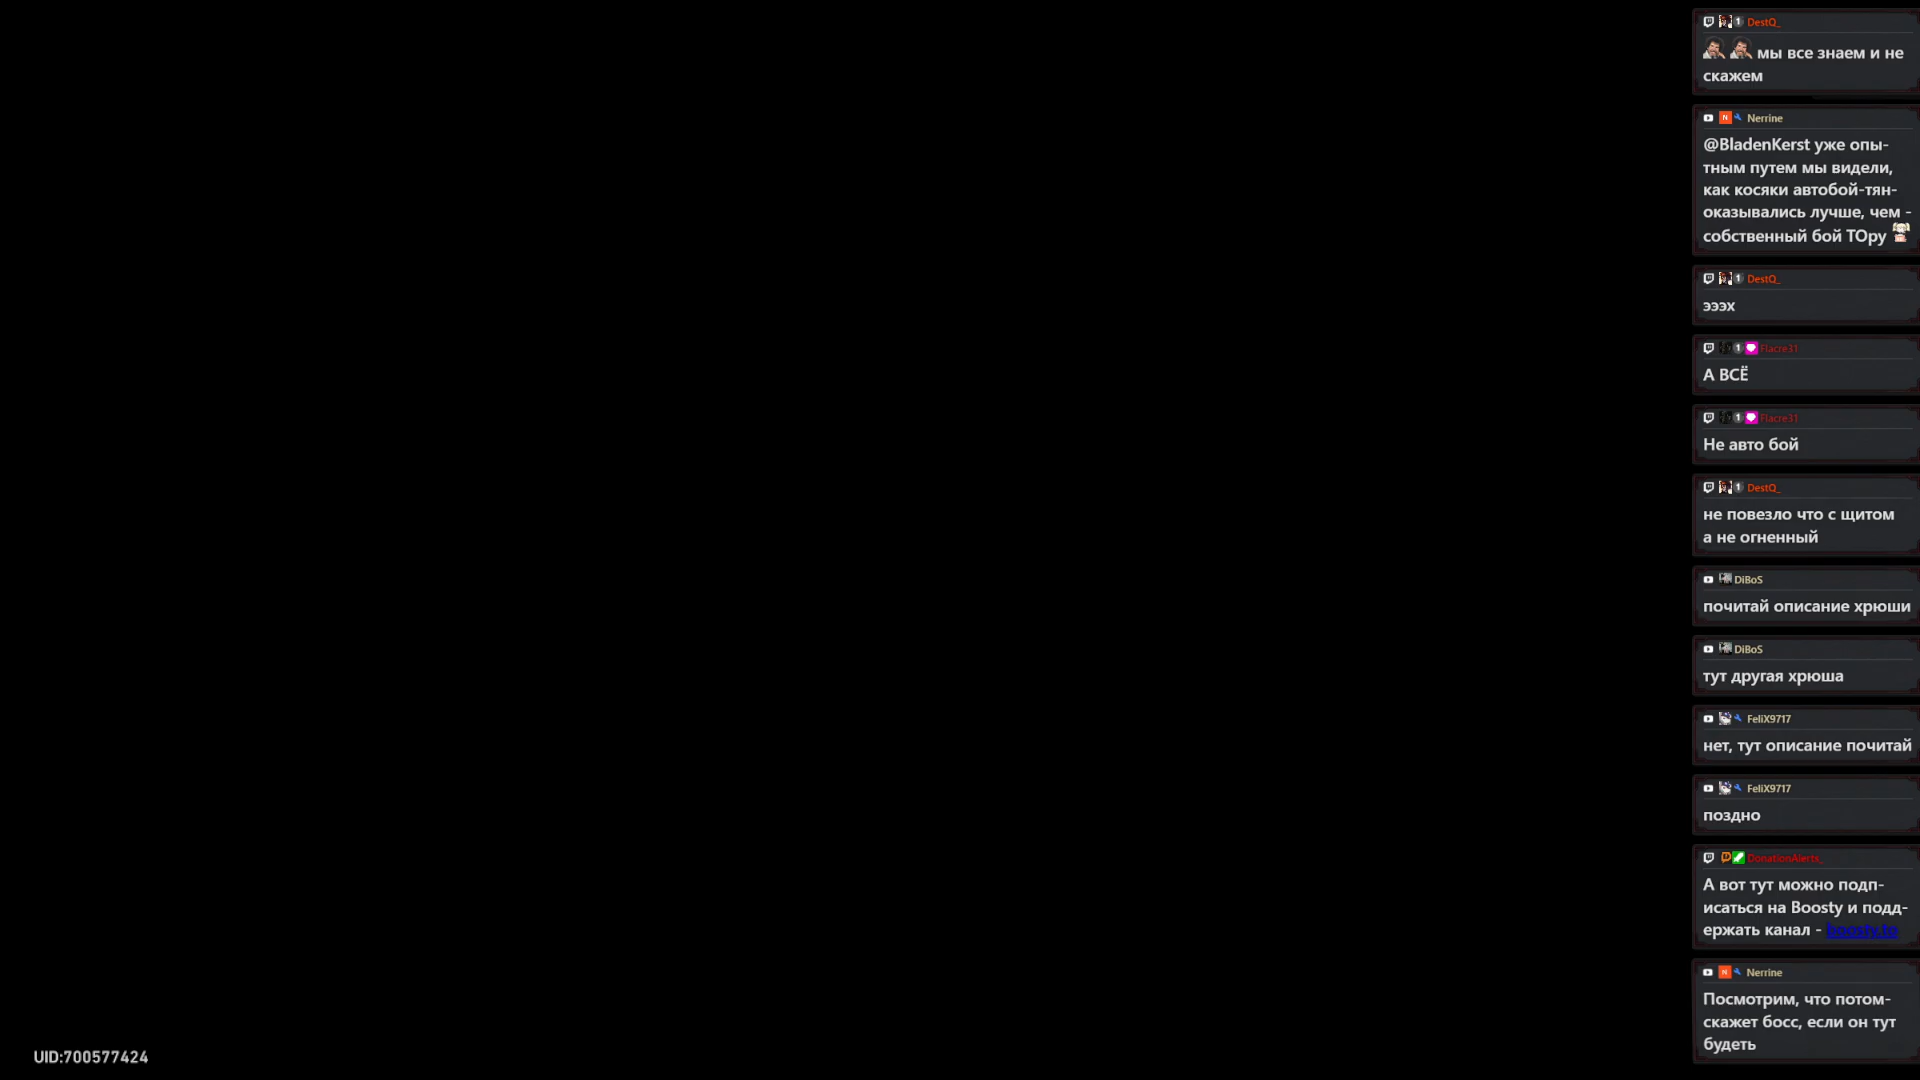 DestQ_
мы все знаем и не
скажем
Nerrine
@BladenKerst уже опы-
тным путем мы видели,
как косяки автобой-тян-
оказывались лучше, чем -
собственный бой ТОру
DestQ_
эээх
Flacre31
А ВСЁ
Flacre31
Не авто бой
DestQ_
не повезло что с щитом
а не огненный
DiBoS
почитай описание хрюши
DiBoS
тут другая хрюша
FeliX9717
нет, тут описание почитай
FeliX9717
поздно
DonationAlerts_
А вот тут можно подп-
исаться на Boosty и подд-
ержать канал - boosty.to
Nerrine
Посмотрим, что потом-
скажет босс, если он тут
будеть
UID:700577424